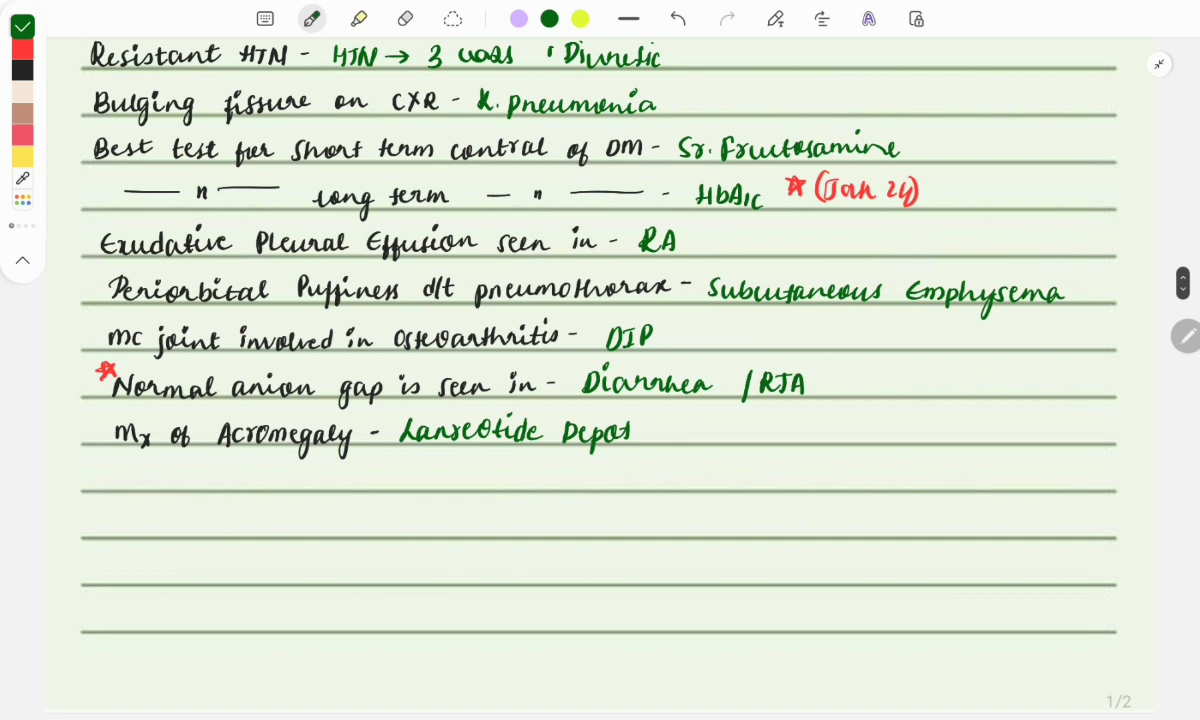 Resistant HTN - HTN → 3 1 Diuretic
Bulging fissure on CXR - K. pneumonia
Best test for Short term control of DM - Sr. Fructosamine
—— " —— long term — " —— - HbA1c ☆ (Jan 24)
Exudative Pleural Effusion seen in - RA
Periorbital Puffiness d/t pneumothorax - Subcutaneous Emphysema
MC joint involved in Osteoarthritis - DIP
☆ Normal anion gap is seen in - Diarrhea / RTA
Mx of Acromegaly - Lanreotide Depot
1/2